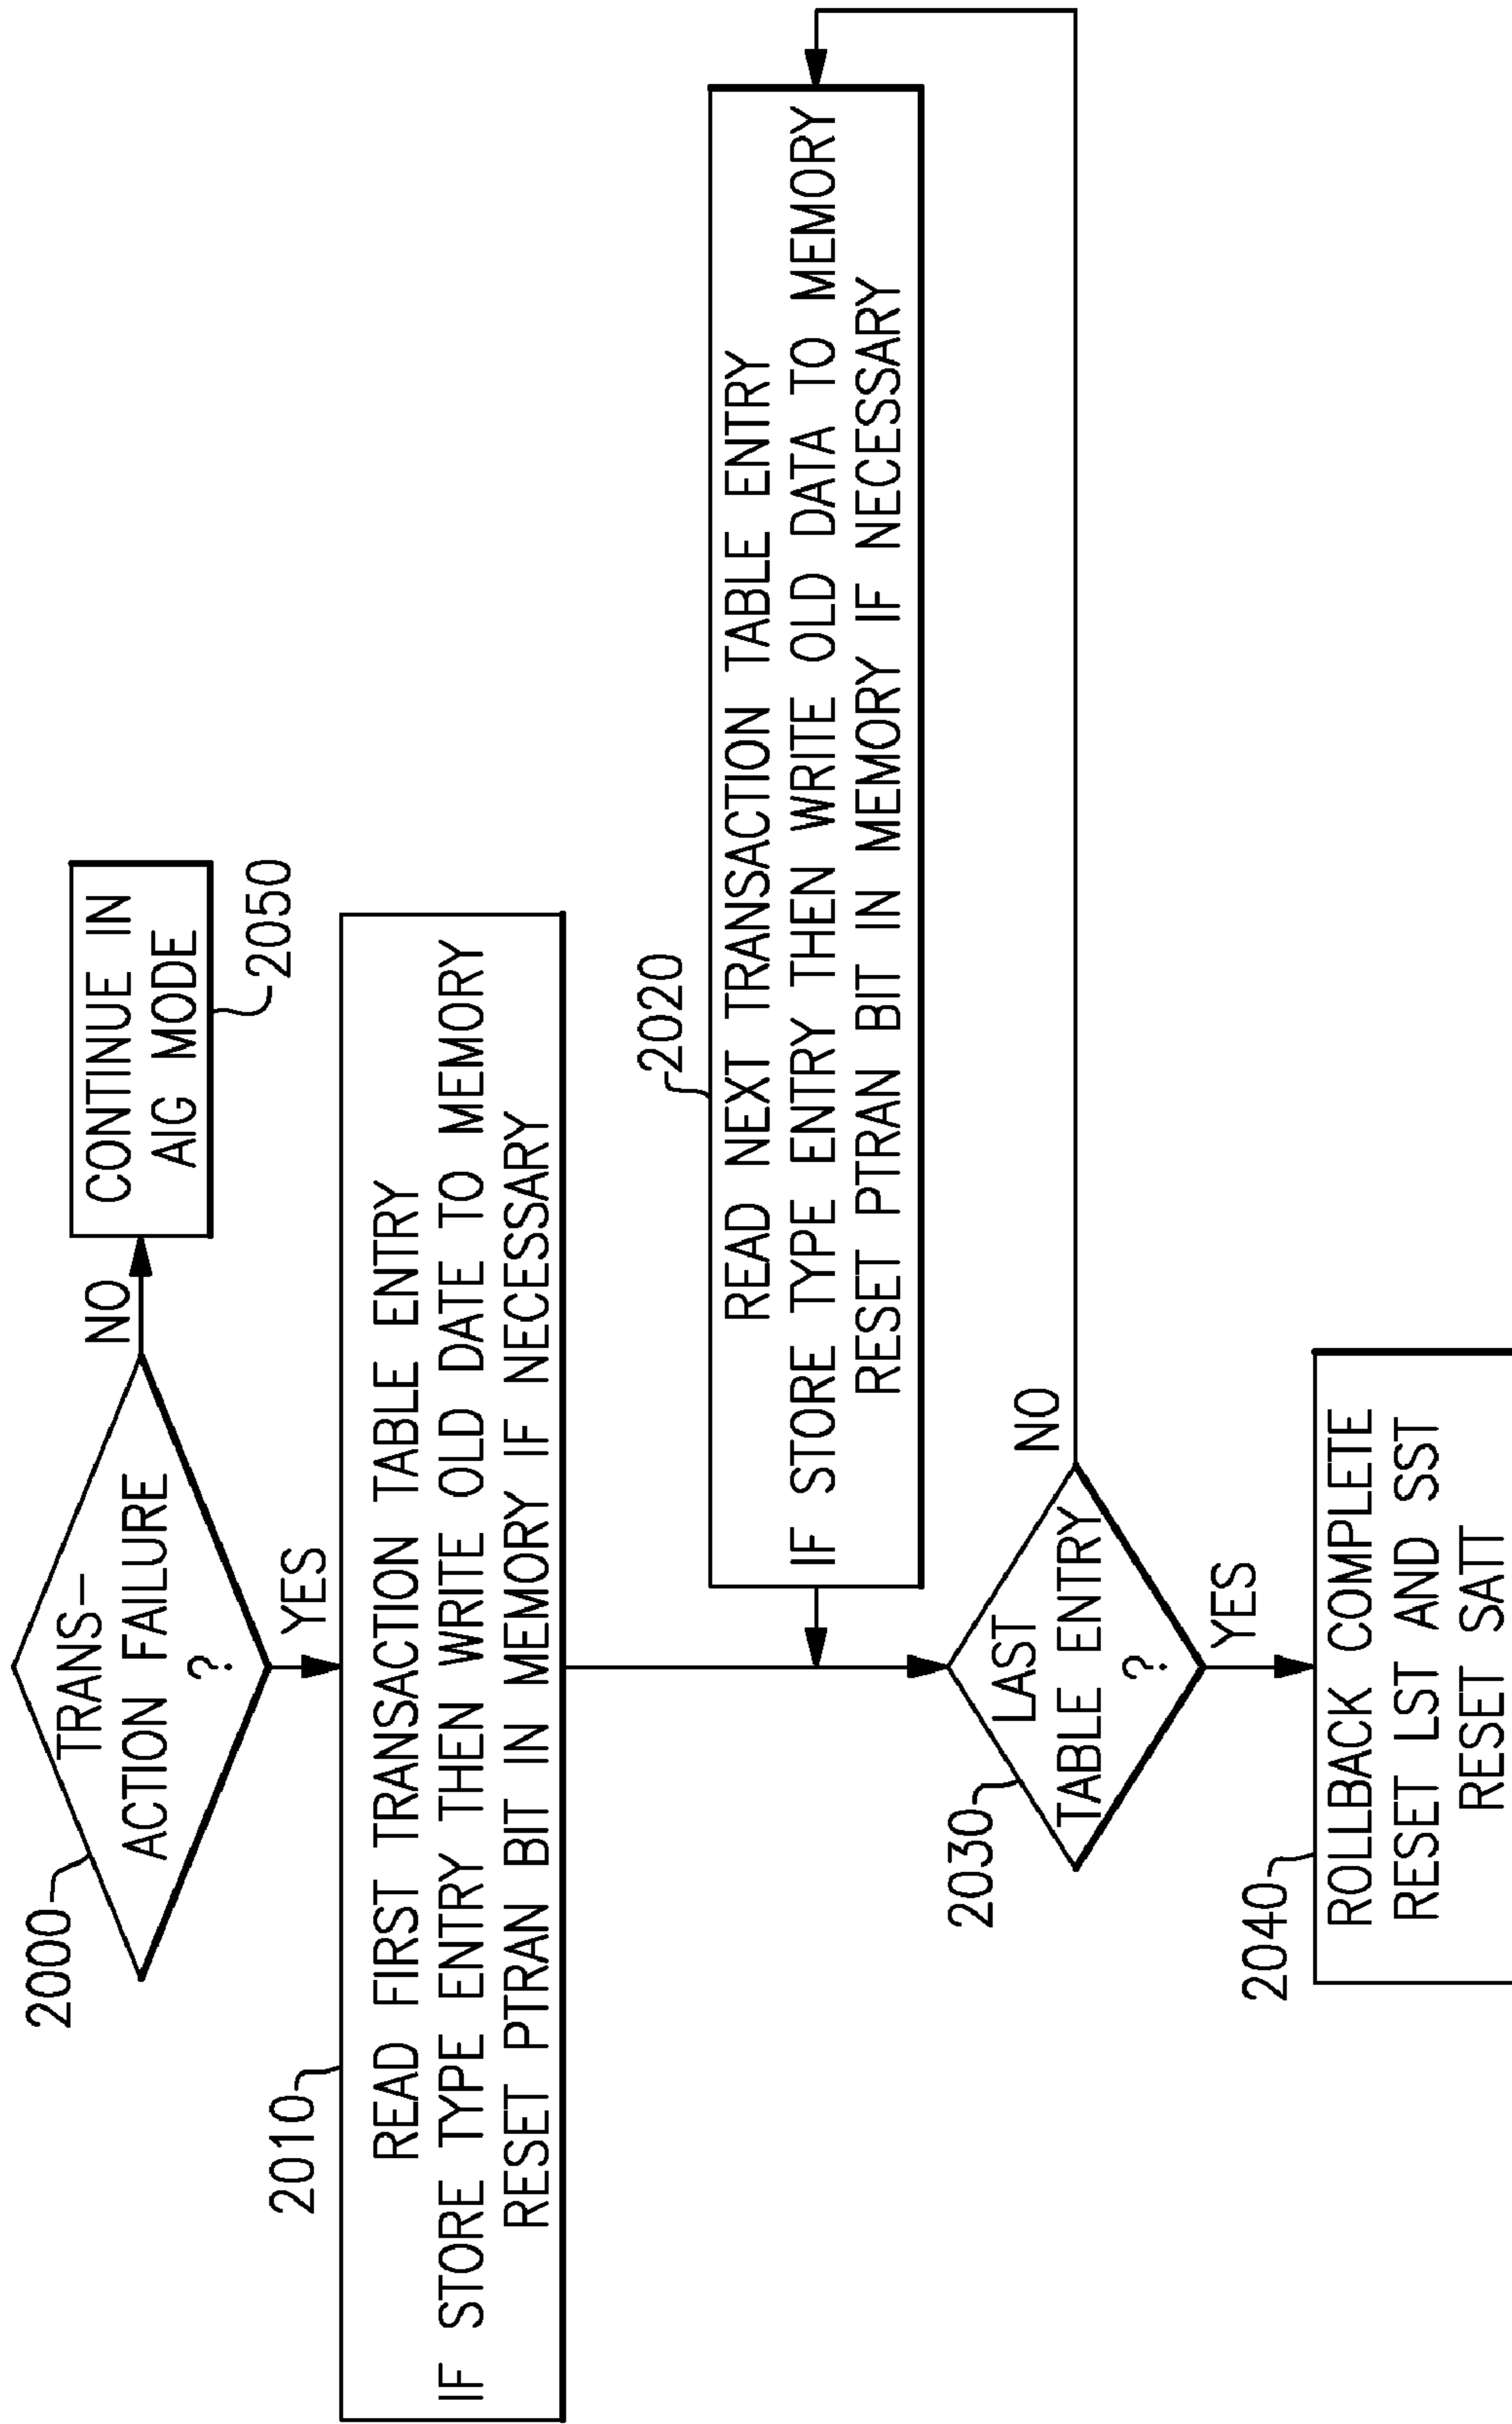 2000
TRANS-
ACTION FAILURE
?
NO
CONTINUE IN
AIG MODE
2050
YES
2010
READ FIRST TRANSACTION TABLE ENTRY
IF STORE TYPE ENTRY THEN WRITE OLD DATE TO MEMORY
RESET PTRAN BIT IN MEMORY IF NECESSARY
2020
READ NEXT TRANSACTION TABLE ENTRY
IF STORE TYPE ENTRY THEN WRITE OLD DATA TO MEMORY
RESET PTRAN BIT IN MEMORY IF NECESSARY
2030
LAST
TABLE ENTRY
?
NO
YES
2040
ROLLBACK COMPLETE
RESET LST AND SST
RESET SATT